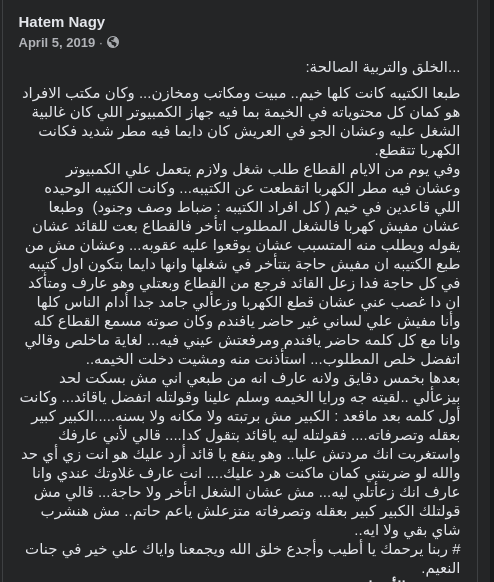 Hatem Nagy
April 5, 2019
...الخلق والتربية الصالحة:
طبعا الكتيبه كانت كلها خيم.. مبيت ومكاتب ومخازن... وكان مكتب الافراد
هو كمان كل محتوياته في الخيمة بما فيه جهاز الكمبيوتر اللي كان غالبية
الشغل عليه وعشان الجو في العريش كان دايما فيه مطر شديد فكانت
الكهربا تتقطع.
وفي يوم من الايام القطاع طلب شغل ولازم يتعمل علي الكمبيوتر
وعشان فيه مطر الكهربا اتقطعت عن الكتيبه... وكانت الكتيبه الوحيده
اللي قاعدين في خيم ( كل افراد الكتيبه : ضباط وصف وجنود) وطبعا
عشان مفيش كهربا فالشغل المطلوب اتأخر فالقطاع بعت للقائد عشان
يقوله ويطلب منه المتسبب عشان يوقعوا عليه عقوبه... وعشان مش من
طبع الكتيبه ان مفيش حاجة بتتأخر في شغلها وانها دايما بتكون اول كتيبه
في كل حاجة فدا زعل القائد فرجع من القطاع وبعتلي وهو عارف ومتأكد
ان دا غصب عني عشان قطع الكهربا وزعألي جامد جدا أدام الناس كلها
وأنا مفيش علي لساني غير حاضر يافندم وكان صوته مسمع القطاع كله
وانا مع كل كلمه حاضر يافندم ومرفعتش عيني فيه... لغاية ماخلص وقالي
اتفضل خلص المطلوب... استأذنت منه ومشيت دخلت الخيمه..
بعدها بخمس دقايق ولانه عارف انه من طبعي اني مش بسكت لحد
بيزعألي ..لقيته جه ورايا الخيمه وسلم علينا وقولتله اتفضل ياقائد... وكانت
أول كلمه بعد ماقعد : الكبير مش برتبته ولا مكانه ولا بسنه.....الكبير كبير
بعقله وتصرفاته.... فقولتله ليه ياقائد بتقول كدا.... قالي لأني عارفك
واستغربت انك مردتش عليا.. وهو ينفع يا قائد أرد عليك هو انت زي أي حد
والله لو ضربتني كمان ماكنت هرد عليك.... انت عارف غلاوتك عندي وانا
عارف انك زعأتلي ليه... مش عشان الشغل اتأخر ولا حاجة... قالي مش
قولتلك الكبير كبير بعقله وتصرفاته متزعلش ياعم حاتم.. مش هنشرب
شاي بقي ولا ايه..
# ربنا يرحمك يا أطيب وأجدع خلق الله ويجمعنا واياك علي خير في جنات
النعيم.